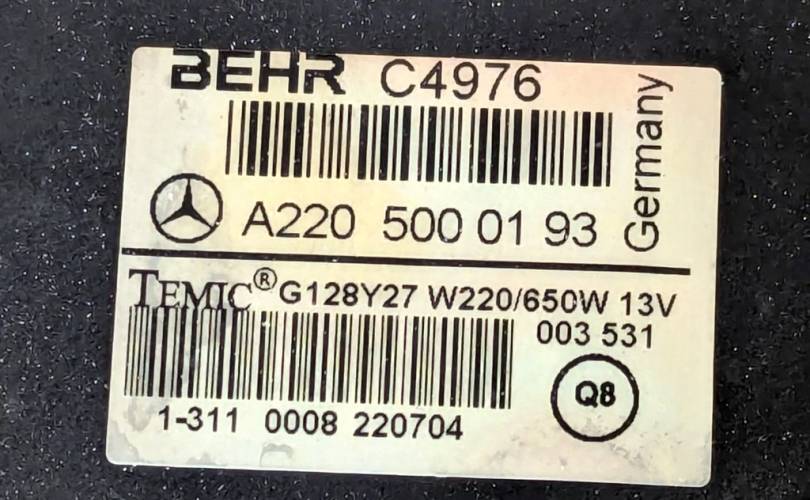 BEHR C4976
Germany
A220 500 01 93
TEMIC® G128Y27 W220/650W 13V
003 531
Q8
1-311 0008 220704